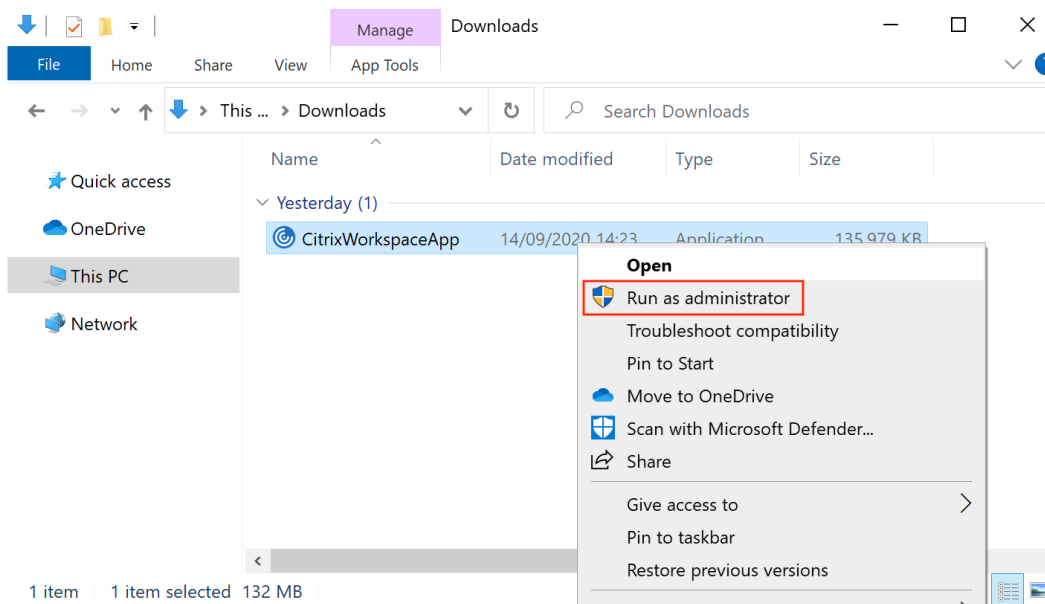 Manage
Downloads
File
Home
Share
View
App Tools
This ...
Downloads
Search Downloads
Name
Date modified
Type
Size
Quick access
OneDrive
This PC
Network
Yesterday (1)
CitrixWorkspaceApp
14/09/2020 14:23
Application
135,979 KB
Open
Run as administrator
Troubleshoot compatibility
Pin to Start
Move to OneDrive
Scan with Microsoft Defender...
Share
Give access to
Pin to taskbar
Restore previous versions
1 item
1 item selected
132 MB